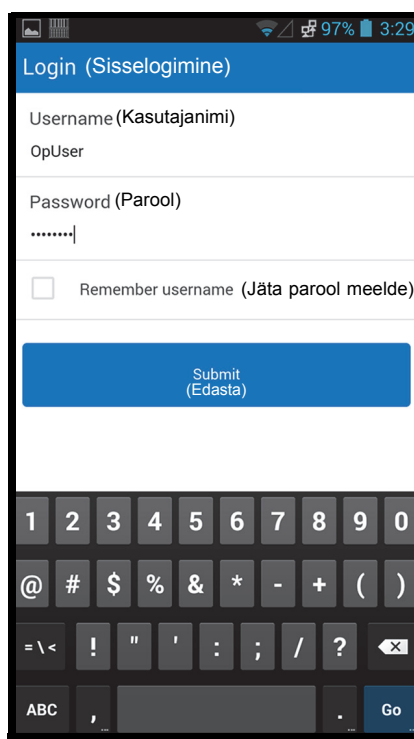 97% 3:29
Login (Sisselogimine)
Username (Kasutajanimi)
OpUser
Password (Parool)
••••••••
Remember username (Jäta parool meelde)
Submit
(Edasta)
1 2 3 4 5 6 7 8 9 0
@ # $ % & * - + ( )
= \ < ! " ' : ; / ?
ABC , . Go